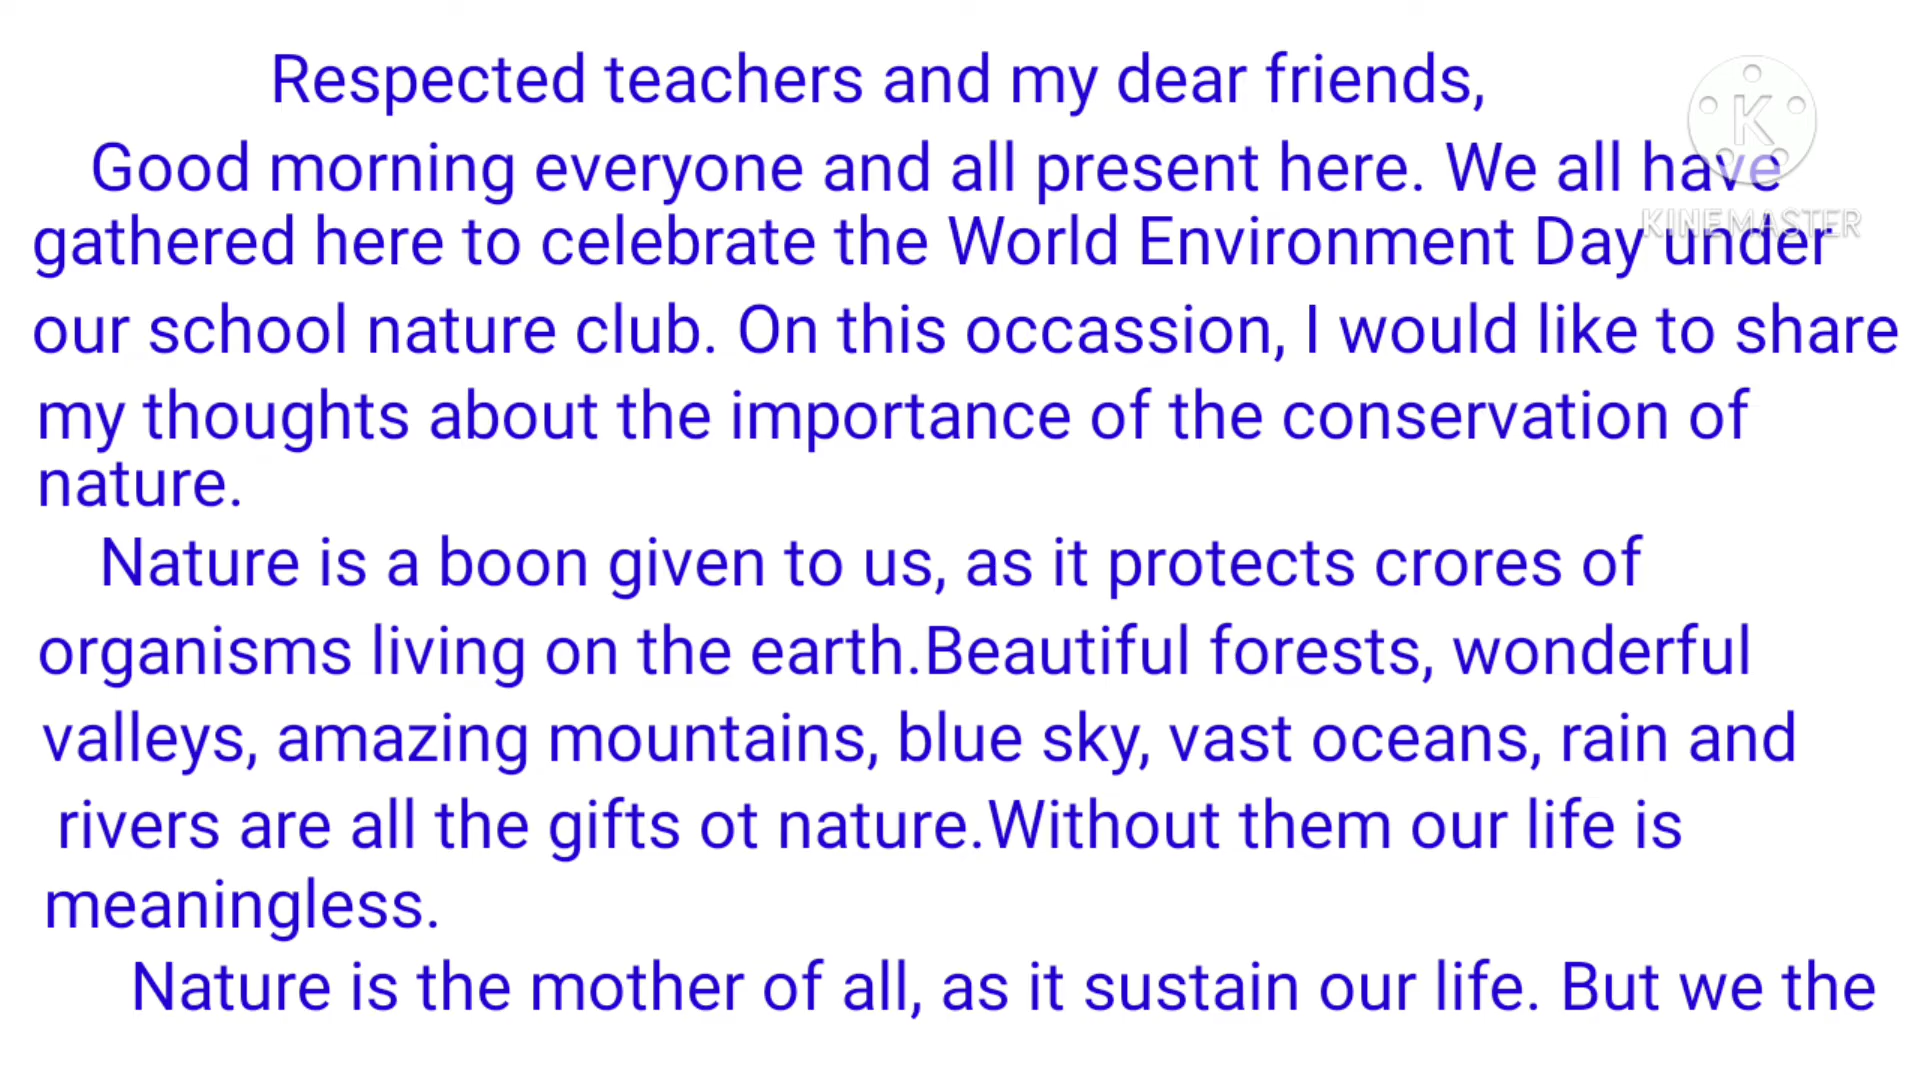 Respected teachers and my dear friends,
Good morning everyone and all present here. We all have
gathered here to celebrate the World Environment Day under
our school nature club. On this occassion, I would like to share
my thoughts about the importance of the conservation of
nature.
Nature is a boon given to us, as it protects crores of
organisms living on the earth.Beautiful forests, wonderful
valleys, amazing mountains, blue sky, vast oceans, rain and
rivers are all the gifts ot nature.Without them our life is
meaningless.
Nature is the mother of all, as it sustain our life. But we the
K
KINEMASTER